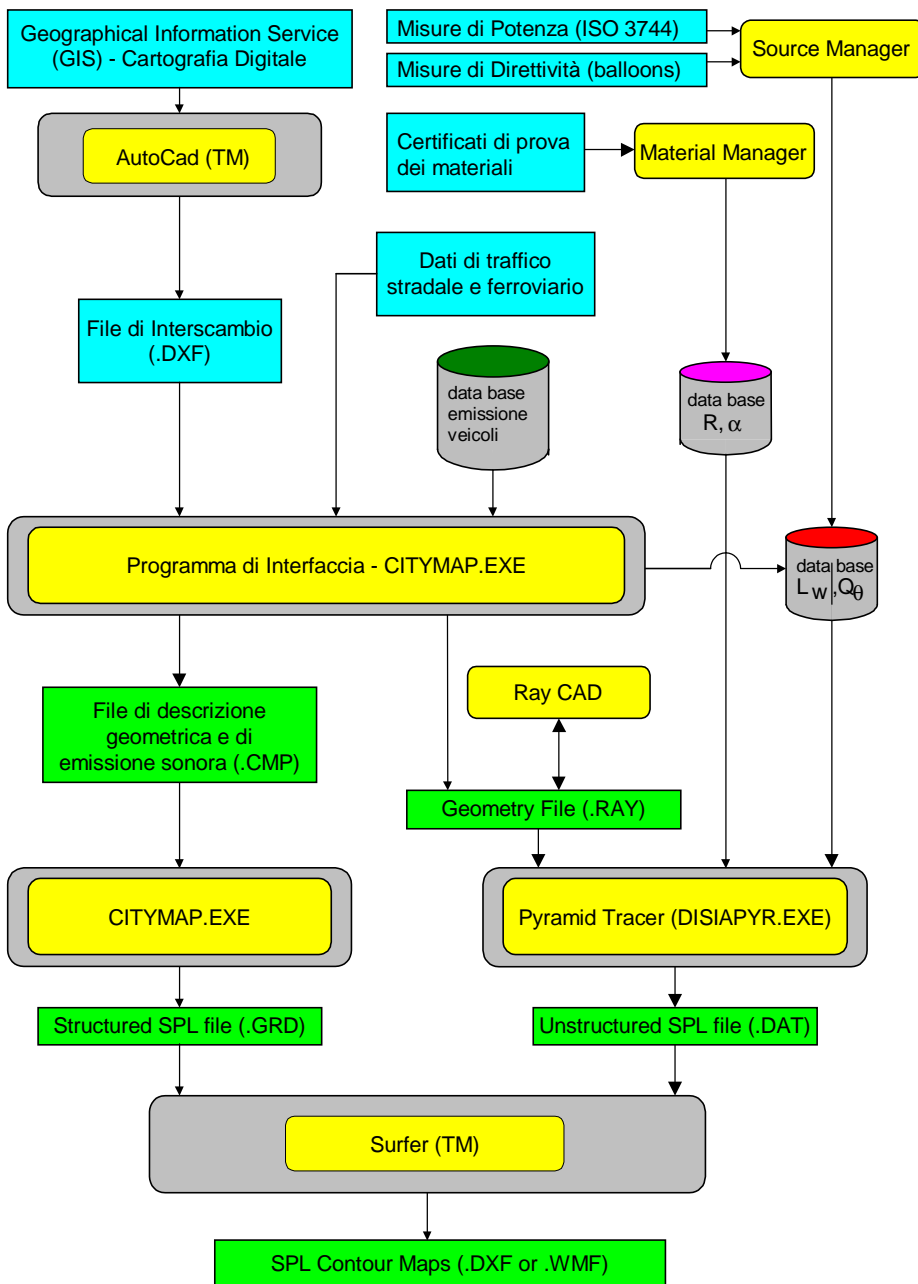 Geographical Information Service
(GIS) - Cartografia Digitale
Misure di Potenza (ISO 3744)
Misure di Direttività (balloons)
Source Manager
AutoCad (TM)
Certificati di prova
dei materiali
Material Manager
Dati di traffico
stradale e ferroviario
File di Interscambio
(.DXF)
data base
emissione
veicoli
data base
R, α
Programma di Interfaccia - CITYMAP.EXE
data base
Lw,Qθ
File di descrizione
geometrica e di
emissione sonora (.CMP)
Ray CAD
Geometry File (.RAY)
CITYMAP.EXE
Pyramid Tracer (DISIAPYR.EXE)
Structured SPL file (.GRD)
Unstructured SPL file (.DAT)
Surfer (TM)
SPL Contour Maps (.DXF or .WMF)